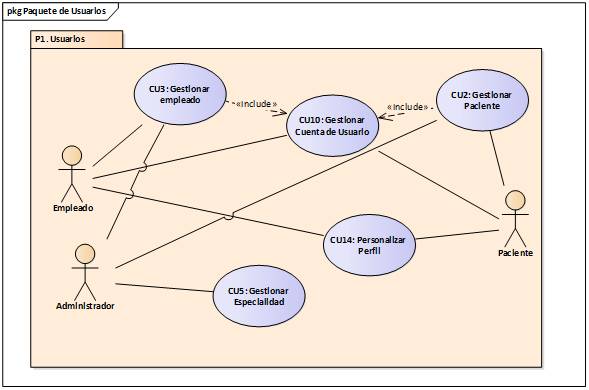 pkg Paquete de Usuarios
P1. Usuarios
CU3: Gestionar
empleado
«include»
CU10: Gestionar
Cuenta de Usuario
«include»
CU2: Gestionar
Paciente
Empleado
CU14: Personalizar
Perfil
Paciente
Administrador
CU5: Gestionar
Especialidad